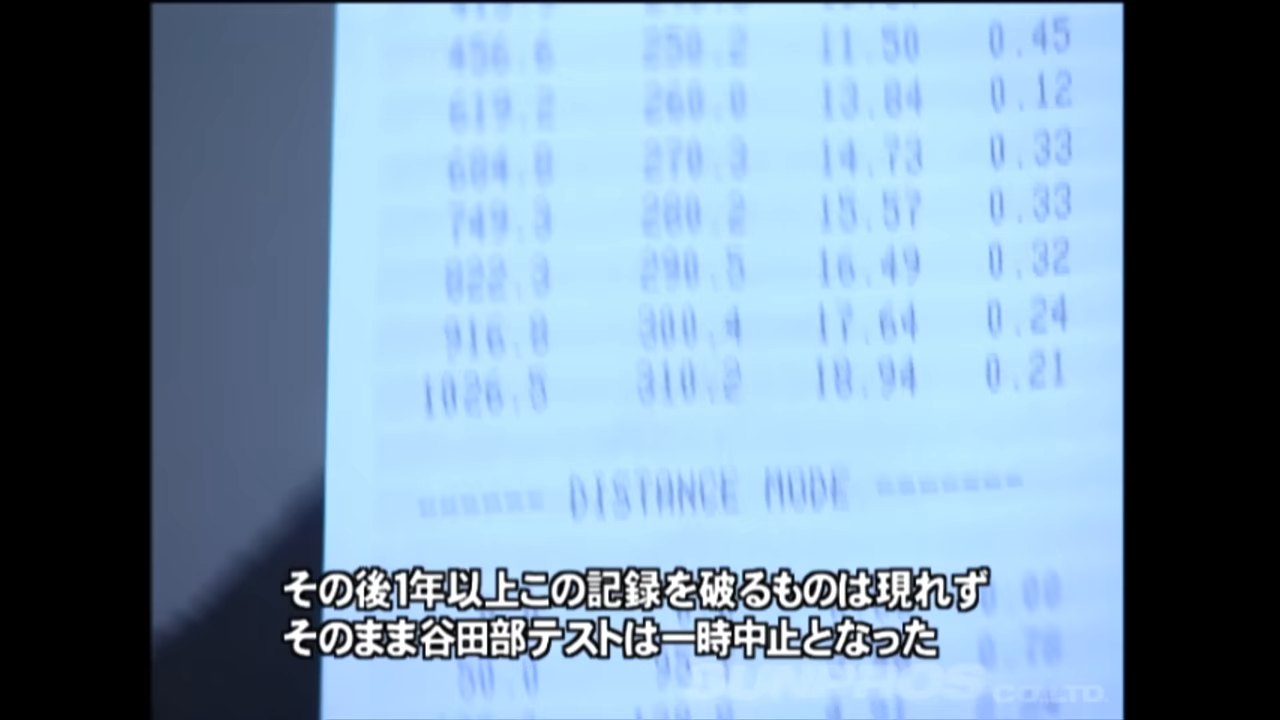 456.6 250.2 11.50 0.45
619.2 260.0 13.84 0.12
684.8 270.3 14.73 0.33
749.3 280.2 15.57 0.33
822.3 290.5 16.49 0.32
916.8 300.4 17.64 0.24
1026.5 310.2 18.94 0.21
====== DISTANCE MODE =======
その後1年以上この記録を破るものは現れず
そのまま谷田部テストは一時中止となった
50.0
CO.LTD.